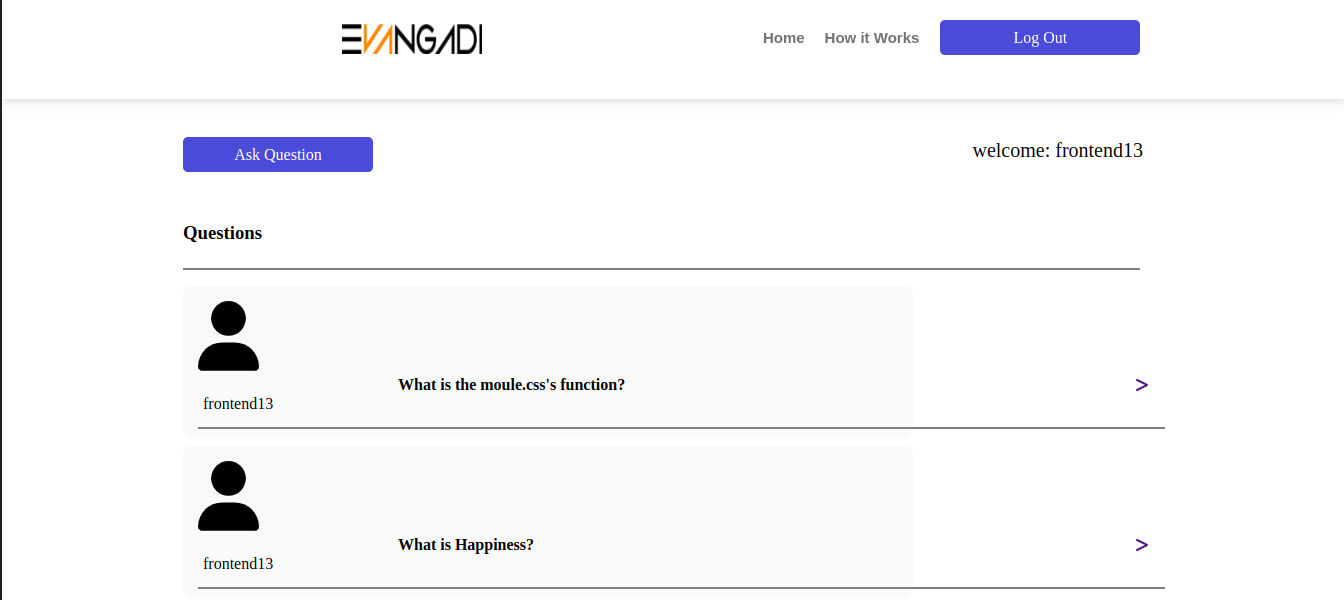 EVANGADI
Home How it Works Log Out
Ask Question
welcome: frontend13
Questions
What is the moule.css's function?
>
frontend13
What is Happiness?
>
frontend13